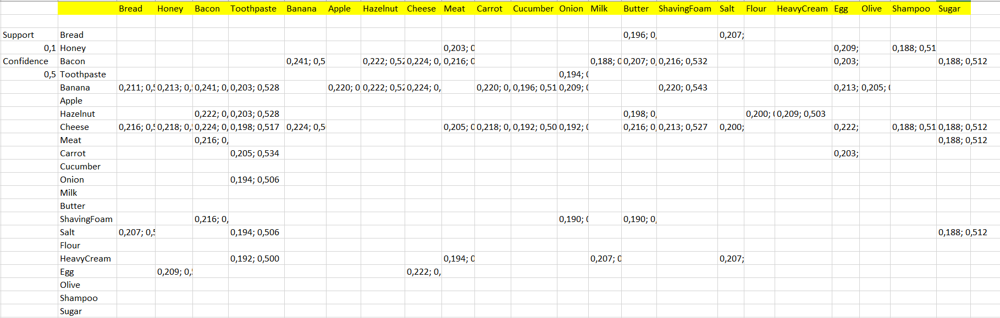 Bread Honey Bacon Toothpaste Banana Apple Hazelnut Cheese Meat Carrot Cucumber Onion Milk Butter ShavingFoam Salt Flour HeavyCream Egg Olive Shampoo Sugar
Support Bread 0,196; 0, 0,207;
0,1 Honey 0,203; 0 0,209; 0,188; 0,51
Confidence Bacon 0,241; 0,5 0,222; 0,52 0,224; 0, 0,216; 0 0,188; 0 0,207; 0, 0,216; 0,532 0,203; 0,188; 0,512
0,5 Toothpaste 0,194; 0
Banana 0,211; 0,5 0,213; 0, 0,241; 0, 0,203; 0,528 0,220; 0 0,222; 0,52 0,224; 0, 0,220; 0, 0,196; 0,51 0,209; 0 0,220; 0,543 0,213; 0,205;
Apple
Hazelnut 0,222; 0, 0,203; 0,528 0,198; 0, 0,200; 0,209; 0,503
Cheese 0,216; 0,5 0,218; 0, 0,224; 0, 0,198; 0,517 0,224; 0,5 0,205; 0 0,218; 0, 0,192; 0,50 0,192; 0,216; 0, 0,213; 0,527 0,200; 0,222; 0,188; 0,51 0,188; 0,512
Meat 0,216; 0, 0,188; 0,512
Carrot 0,205; 0,534 0,203;
Cucumber
Onion 0,194; 0,506
Milk
Butter
ShavingFoam 0,216; 0, 0,190; 0,190; 0,
Salt 0,207; 0, 0,194; 0,506 0,188; 0,512
Flour
HeavyCream 0,192; 0,500 0,194; 0 0,207; 0 0,207;
Egg 0,209; 0, 0,222; 0,
Olive
Shampoo
Sugar